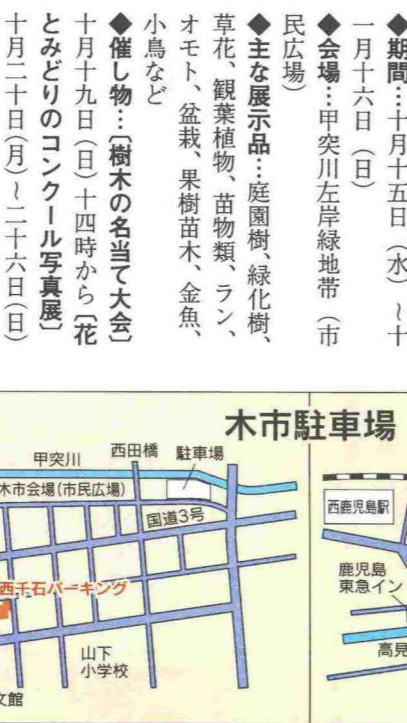 ◆期間…十月十五日（水）～十
一月十六日（日）
◆会場…甲突川左岸緑地帯（市
民広場）
◆主な展示品…庭園樹、緑化樹、
草花、観葉植物、苗物類、ラン、
オモト、盆栽、果樹苗木、金魚、
小鳥など
◆催し物…〔樹木の名当て大会〕
十月十九日（日）十四時から〔花
とみどりのコンクール写真展〕
十月二十日（月）～二十六日（日）
木市駐車場
甲突川
西田橋
駐車場
木市会場(市民広場)
国道3号
西千石パーキング
山下
小学校
文館
西鹿児島駅
鹿児島
東急イン
高見